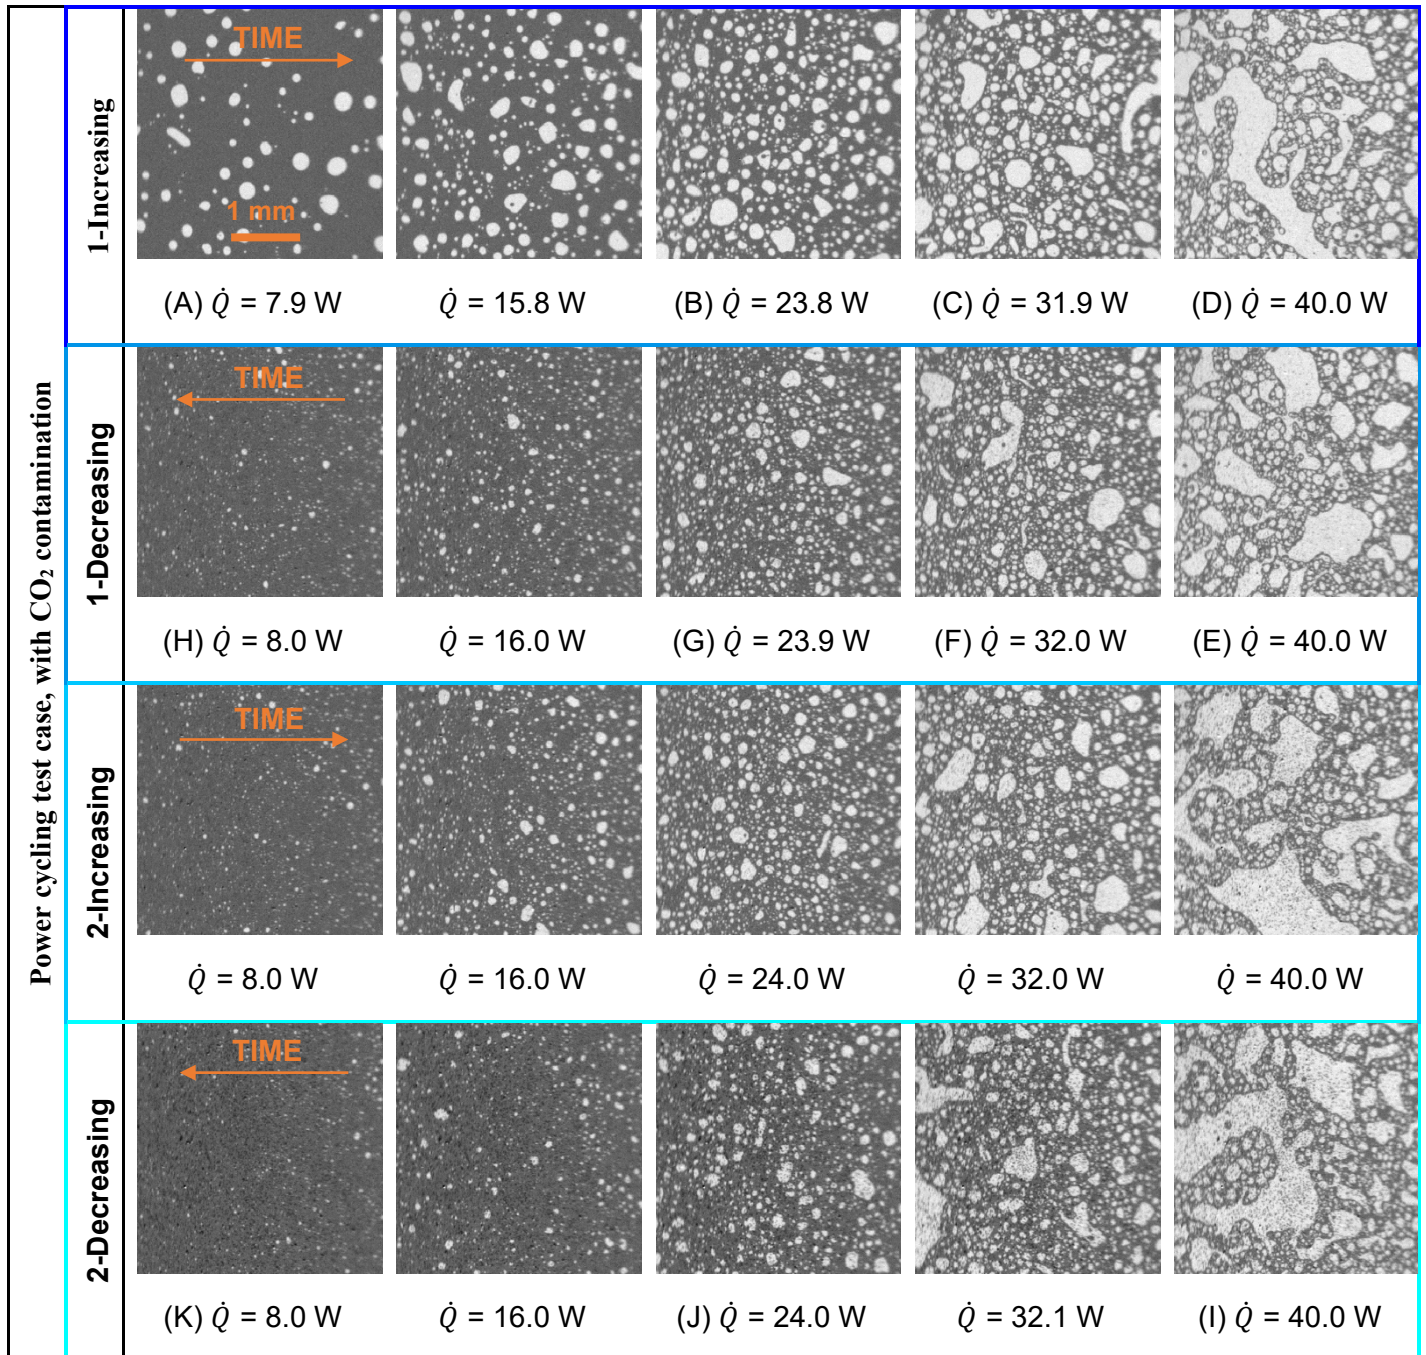 Power cycling test case, with CO₂ contamination
1-Increasing
TIME
1 mm
(A) Q̇ = 7.9 W
Q̇ = 15.8 W
(B) Q̇ = 23.8 W
(C) Q̇ = 31.9 W
(D) Q̇ = 40.0 W
1-Decreasing
TIME
(H) Q̇ = 8.0 W
Q̇ = 16.0 W
(G) Q̇ = 23.9 W
(F) Q̇ = 32.0 W
(E) Q̇ = 40.0 W
2-Increasing
TIME
Q̇ = 8.0 W
Q̇ = 16.0 W
Q̇ = 24.0 W
Q̇ = 32.0 W
Q̇ = 40.0 W
2-Decreasing
TIME
(K) Q̇ = 8.0 W
Q̇ = 16.0 W
(J) Q̇ = 24.0 W
Q̇ = 32.1 W
(I) Q̇ = 40.0 W